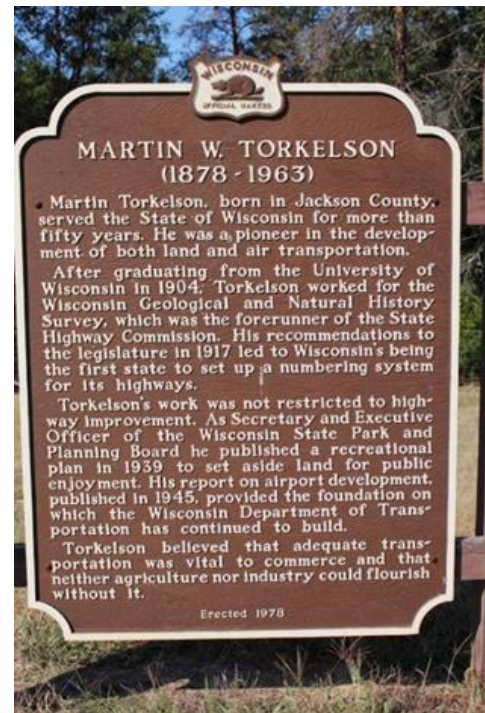 WISCONSIN
OFFICIAL MARKER
MARTIN W. TORKELSON
(1878-1963)
Martin Torkelson, born in Jackson County,
served the State of Wisconsin for more than
fifty years. He was a pioneer in the develop-
ment of both land and air transportation.
After graduating from the University of
Wisconsin in 1904, Torkelson worked for the
Wisconsin Geological and Natural History
Survey, which was the forerunner of the State
Highway Commission. His recommendations to
the legislature in 1917 led to Wisconsin's being
the first state to set up a numbering system
for its highways.
Torkelson's work was not restricted to high-
way improvement. As Secretary and Executive
Officer of the Wisconsin State Park and
Planning Board he published a recreational
plan in 1939 to set aside land for public
enjoyment. His report on airport development,
published in 1945, provided the foundation on
which the Wisconsin Department of Trans-
portation has continued to build.
Torkelson believed that adequate trans-
portation was vital to commerce and that
neither agriculture nor industry could flourish
without it.
Erected 1978